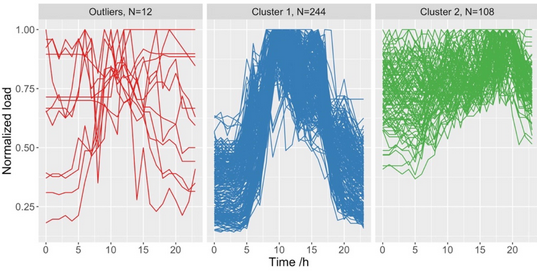 Outliers, N=12 Cluster 1, N=244 Cluster 2, N=108
1.00
0.75
0.50
0.25
Normalized load
0 5 10 15 20 0 5 10 15 20 0 5 10 15 20
Time /h